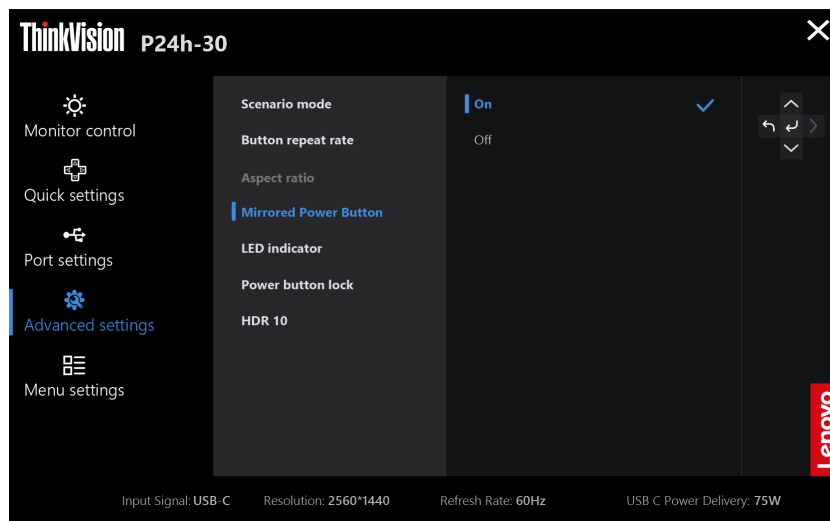 ThinkVision P24h-30
Monitor control
Quick settings
Port settings
Advanced settings
Menu settings
Scenario mode
Button repeat rate
Aspect ratio
Mirrored Power Button
LED indicator
Power button lock
HDR 10
On
Off
Lenovo
Input Signal: USB-C Resolution: 2560*1440 Refresh Rate: 60Hz USB C Power Delivery: 75W